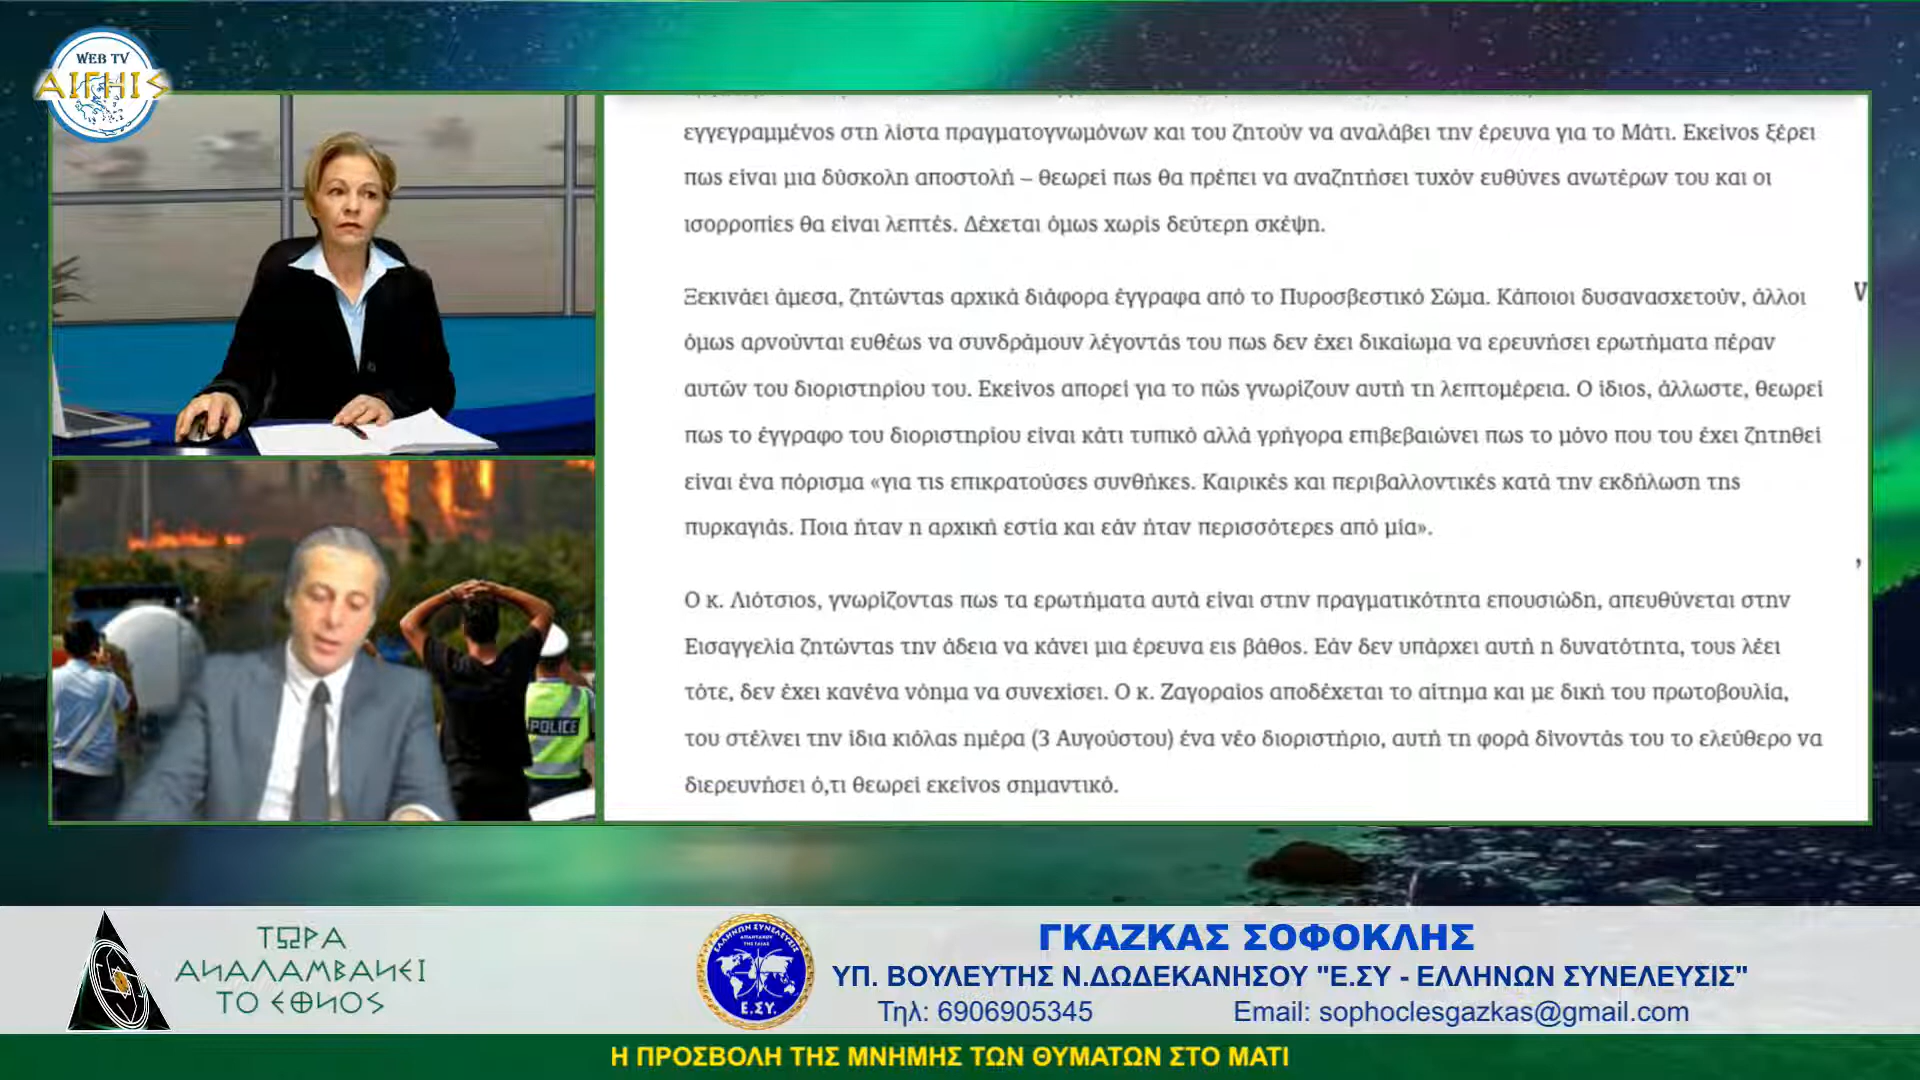 WEB TV
ΑΙΓΗΙΣ
εγγεγραμμένος στη λίστα πραγματογνωμόνων και του ζητούν να αναλάβει την έρευνα για το Μάτι. Εκείνος ξέρει
πως είναι μια δύσκολη αποστολή – θεωρεί πως θα πρέπει να αναζητήσει τυχόν ευθύνες ανωτέρων του και οι
ισορροπίες θα είναι λεπτές. Δέχεται όμως χωρίς δεύτερη σκέψη.
Ξεκινάει άμεσα, ζητώντας αρχικά διάφορα έγγραφα από το Πυροσβεστικό Σώμα. Κάποιοι δυσανασχετούν, άλλοι
όμως αρνούνται ευθέως να συνδράμουν λέγοντάς του πως δεν έχει δικαίωμα να ερευνήσει ερωτήματα πέραν
αυτών του διοριστηρίου του. Εκείνος απορεί για το πώς γνωρίζουν αυτή τη λεπτομέρεια. Ο ίδιος, άλλωστε, θεωρεί
πως το έγγραφο του διοριστηρίου είναι κάτι τυπικό αλλά γρήγορα επιβεβαιώνει πως το μόνο που του έχει ζητηθεί
είναι ένα πόρισμα «για τις επικρατούσες συνθήκες. Καιρικές και περιβαλλοντικές κατά την εκδήλωση της
πυρκαγιάς. Ποια ήταν η αρχική εστία και εάν ήταν περισσότερες από μία».
Ο κ. Λιότσιος, γνωρίζοντας πως τα ερωτήματα αυτά είναι στην πραγματικότητα επουσιώδη, απευθύνεται στην
Εισαγγελία ζητώντας την άδεια να κάνει μια έρευνα εις βάθος. Εάν δεν υπάρχει αυτή η δυνατότητα, τους λέει
τότε, δεν έχει κανένα νόημα να συνεχίσει. Ο κ. Ζαγοραίος αποδέχεται το αίτημα και με δική του πρωτοβουλία,
του στέλνει την ίδια κιόλας ημέρα (3 Αυγούστου) ένα νέο διοριστήριο, αυτή τη φορά δίνοντάς του το ελεύθερο να
διερευνήσει ό,τι θεωρεί εκείνος σημαντικό.
POLICE
ΤΩΡΑ
ΑΝΑΛΑΜΒΑΝΕΙ
ΤΟ ΕΘΝΟΣ
ΕΛΛΗΝΩΝ ΣΥΝΕΛΕΥΣΙΣ
Ε.ΣΥ.
ΓΚΑΖΚΑΣ ΣΟΦΟΚΛΗΣ
ΥΠ. ΒΟΥΛΕΥΤΗΣ Ν.ΔΩΔΕΚΑΝΗΣΟΥ "Ε.ΣΥ - ΕΛΛΗΝΩΝ ΣΥΝΕΛΕΥΣΙΣ"
Τηλ: 6906905345 Email: sophoclesgazkas@gmail.com
Η ΠΡΟΣΒΟΛΗ ΤΗΣ ΜΝΗΜΗΣ ΤΩΝ ΘΥΜΑΤΩΝ ΣΤΟ ΜΑΤΙ